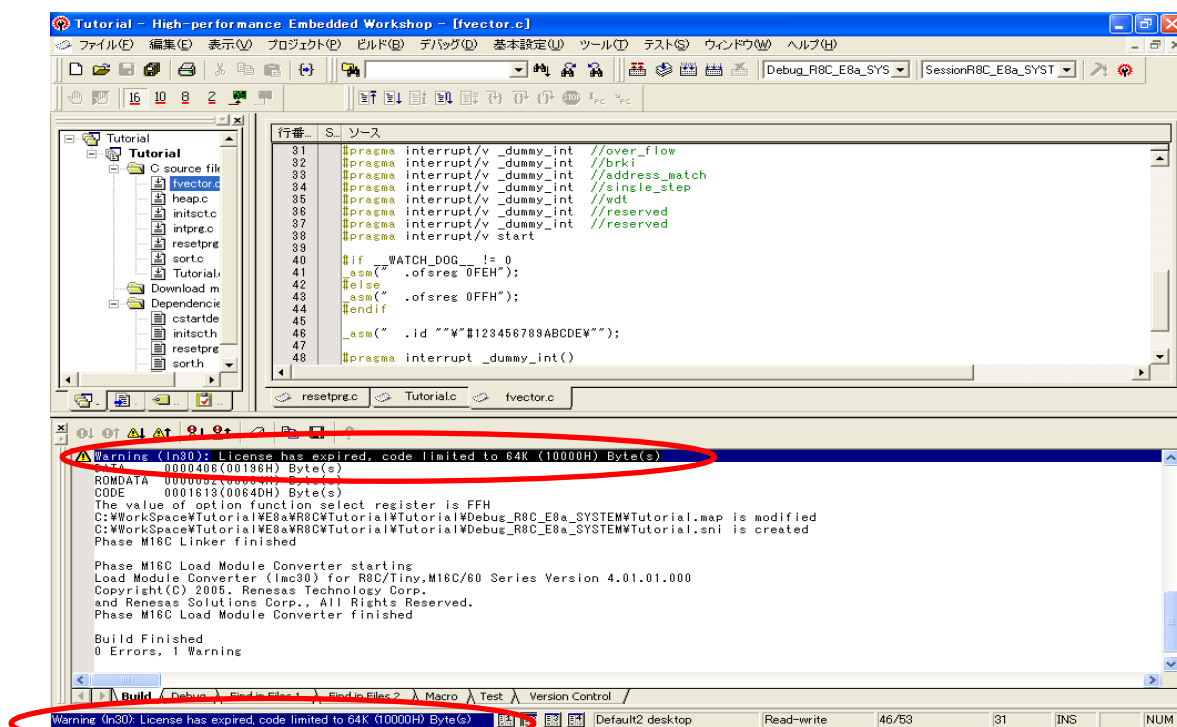 Tutorial - High-performance Embedded Workshop - [fvector.c]
ファイル(F) 編集(E) 表示(V) プロジェクト(P) ビルド(B) デバッグ(D) 基本設定(U) ツール(T) テスト(S) ウィンドウ(W) ヘルプ(H)
Debug_R8C_E8a_SYS SessionR8C_E8a_SYST
16 10 8 2
Tutorial
Tutorial
C source file
fvector.c
heap.c
initsct.c
intprg.c
resetprg
sort.c
Tutorial.
Download m
Dependencie
cstartde
initsct.h
resetprg
sort.h
行番... S.. ソース
31 #pragma interrupt/v _dummy_int //over_flow
32 #pragma interrupt/v _dummy_int //brki
33 #pragma interrupt/v _dummy_int //address_match
34 #pragma interrupt/v _dummy_int //single_step
35 #pragma interrupt/v _dummy_int //wdt
36 #pragma interrupt/v _dummy_int //reserved
37 #pragma interrupt/v _dummy_int //reserved
38 #pragma interrupt/v start
39
40 #if __WATCH_DOG__ != 0
41 _asm(" .ofsreg 0FEH");
42 #else
43 _asm(" .ofsreg 0FFH");
44 #endif
45
46 _asm(" .id ""¥"#123456789ABCDE¥"");
47
48 #pragma interrupt _dummy_int()
resetprg.c Tutorial.c fvector.c
Warning (ln30): License has expired, code limited to 64K (10000H) Byte(s)
DATA 0000406(00196H) Byte(s)
ROMDATA Byte(s)
CODE 0001613(0064DH) Byte(s)
The value of option function select register is FFH
C:¥WorkSpace¥Tutorial¥E8a¥R8C¥Tutorial¥Tutorial¥Debug_R8C_E8a_SYSTEM¥Tutorial.map is modified
C:¥WorkSpace¥Tutorial¥E8a¥R8C¥Tutorial¥Tutorial¥Debug_R8C_E8a_SYSTEM¥Tutorial.sni is created
Phase M16C Linker finished
Phase M16C Load Module Converter starting
Load Module Converter (lmc30) for R8C/Tiny,M16C/60 Series Version 4.01.01.000
Copyright(C) 2005. Renesas Technology Corp.
and Renesas Solutions Corp., All Rights Reserved.
Phase M16C Load Module Converter finished
Build Finished
0 Errors, 1 Warning
Build Debug Find in Files 1 Find in Files 2 Macro Test Version Control
Warning (ln30): License has expired, code limited to 64K (10000H) Byte(s) Default2 desktop Read-write 46/53 31 INS NUM